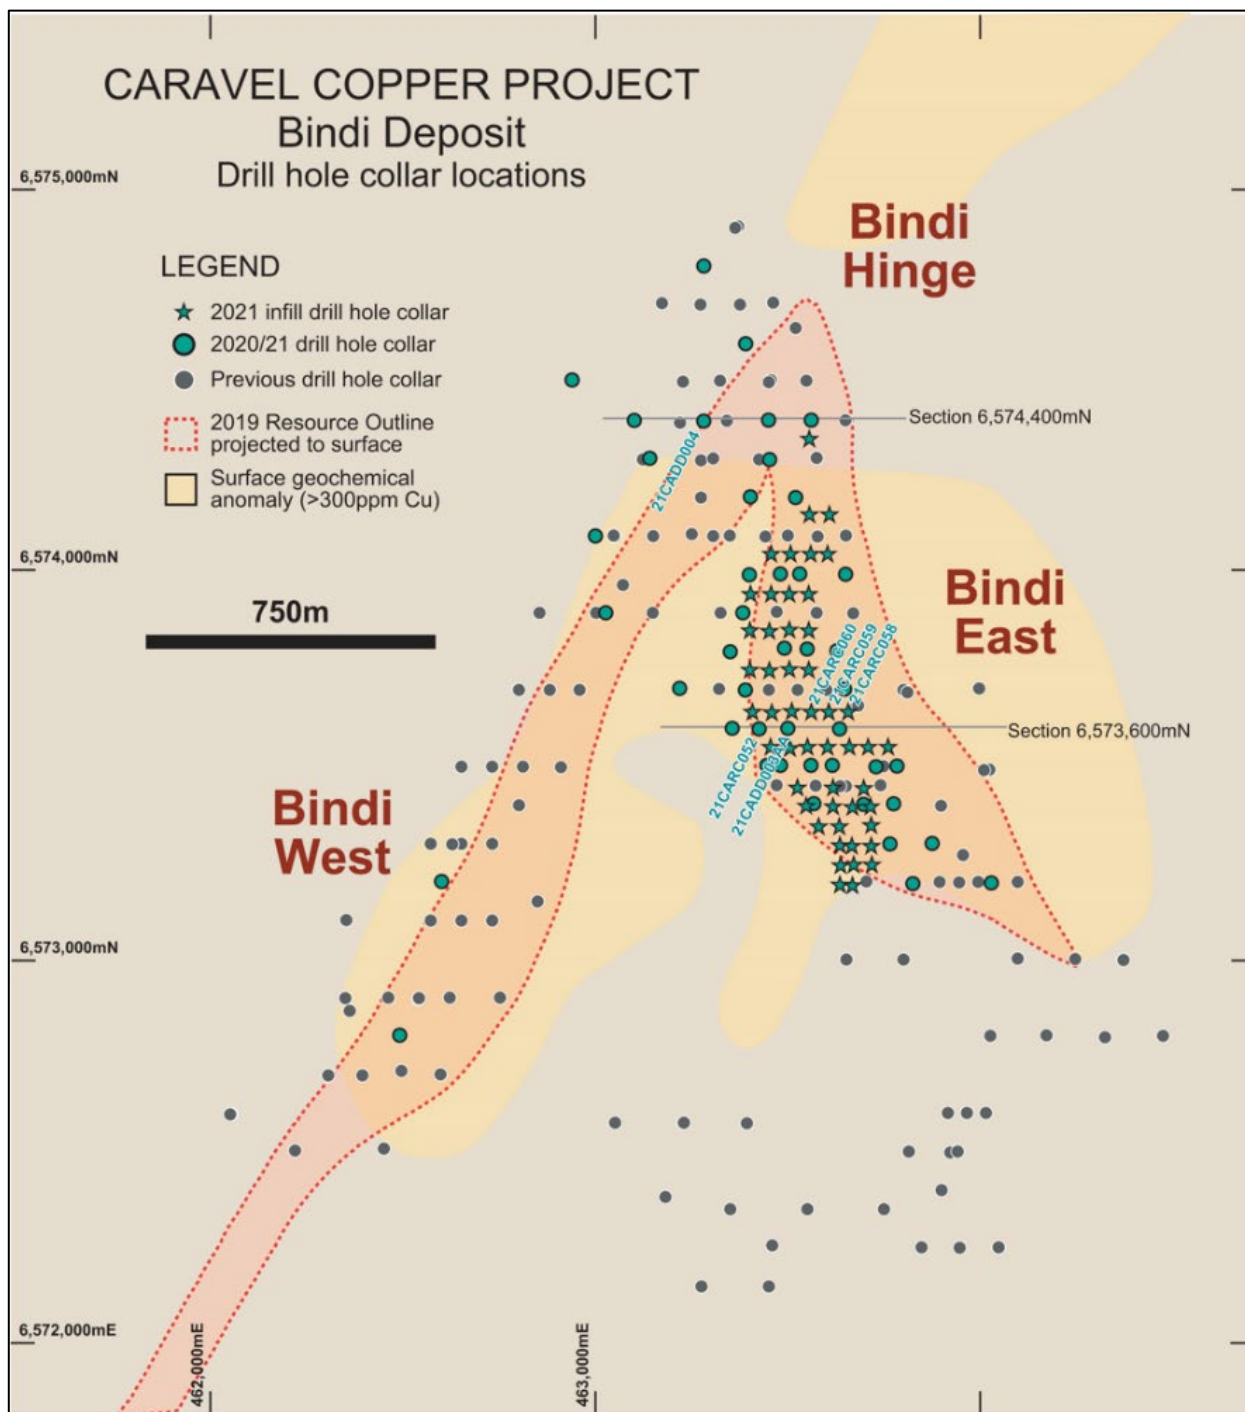 CARAVEL COPPER PROJECT
Bindi Deposit
Drill hole collar locations
6,575,000mN
Bindi
Hinge
LEGEND
2021 infill drill hole collar
2020/21 drill hole collar
Previous drill hole collar
2019 Resource Outline
projected to surface
Surface geochemical
anomaly (>300ppm Cu)
Section 6,574,400mN
21CADD004
6,574,000mN
750m
Bindi
East
21CARC060
21CARC059
21CARC058
Section 6,573,600mN
21CARC052
21CADD003AA
Bindi
West
6,573,000mN
6,572,000mE
462,000mE
463,000mE